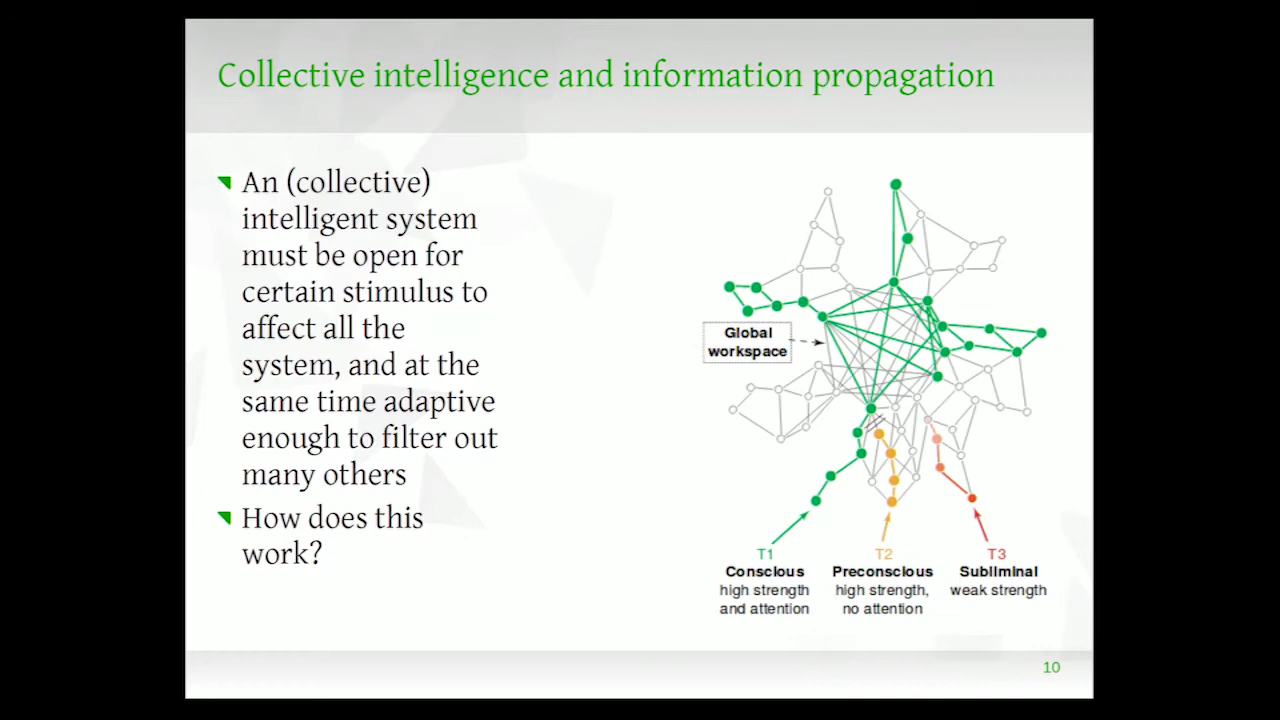 Collective intelligence and information propagation
An (collective)
intelligent system
must be open for
certain stimulus to
affect all the
system, and at the
same time adaptive
enough to filter out
many others
How does this
work?
Global
workspace
T1
Conscious
high strength
and attention
T2
Preconscious
high strength,
no attention
T3
Subliminal
weak strength
10